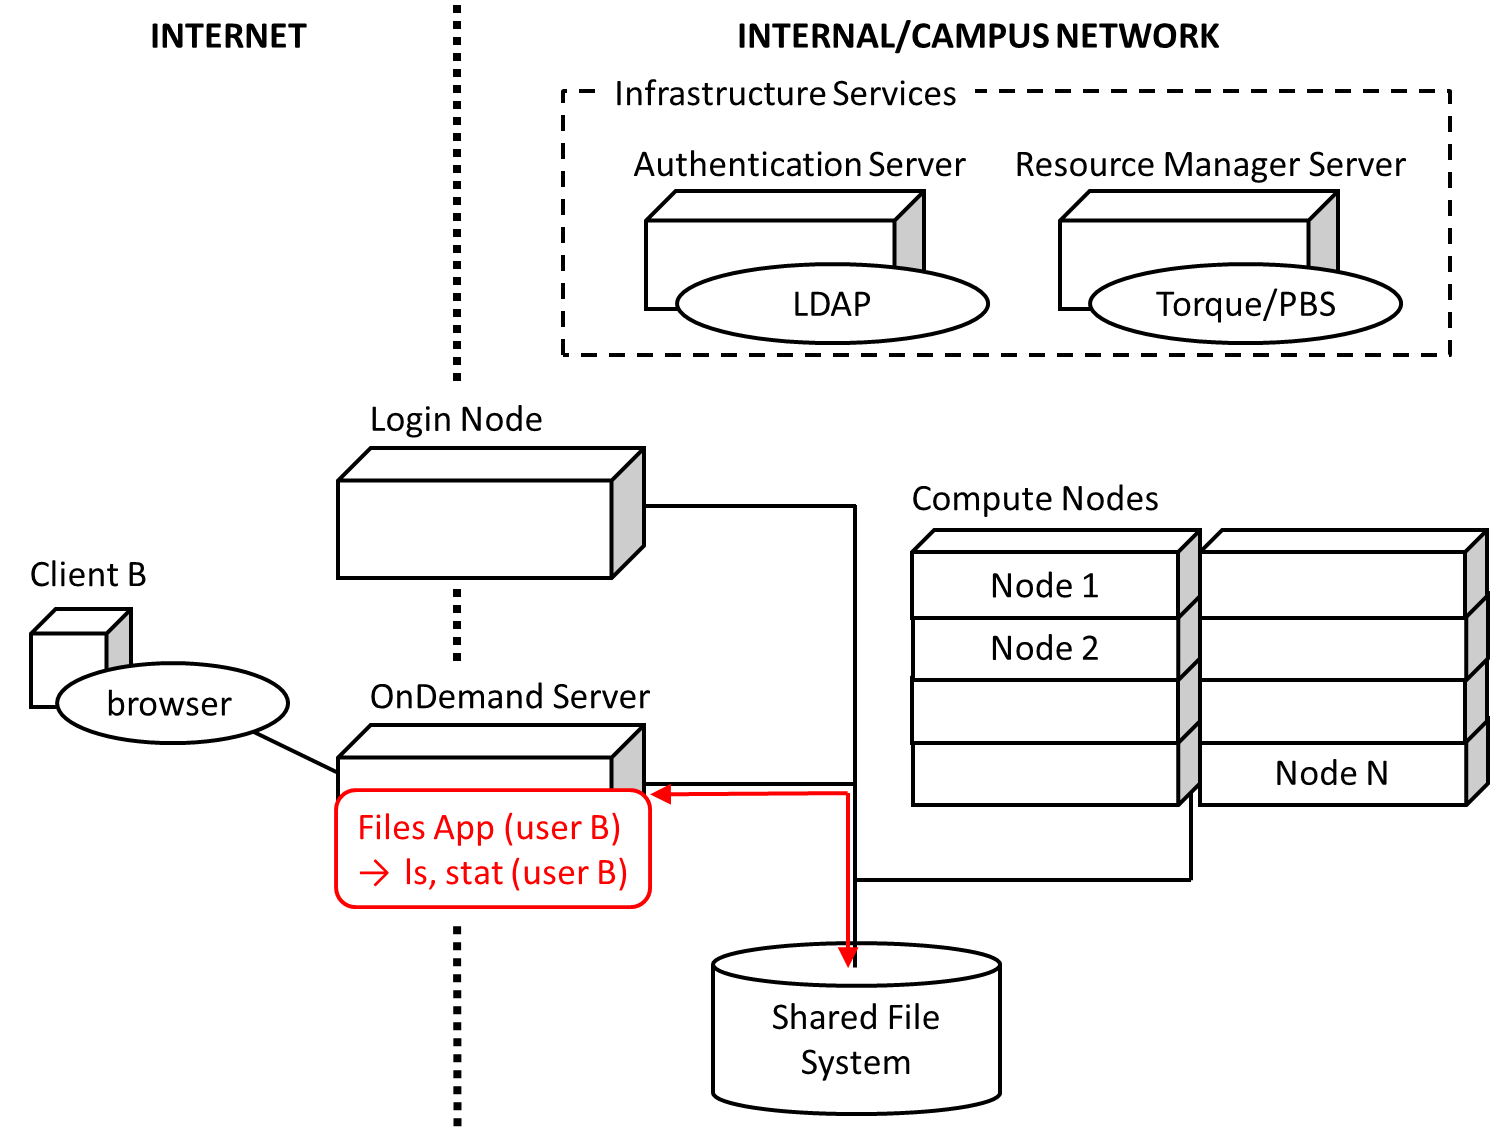 INTERNET
INTERNAL/CAMPUS NETWORK
Infrastructure Services
Authentication Server
Resource Manager Server
LDAP
Torque/PBS
Login Node
Compute Nodes
Node 1
Client B
Node 2
OnDemand Server
browser
Node N
Files App (user B)
→ ls, stat (user B)
Shared File
System